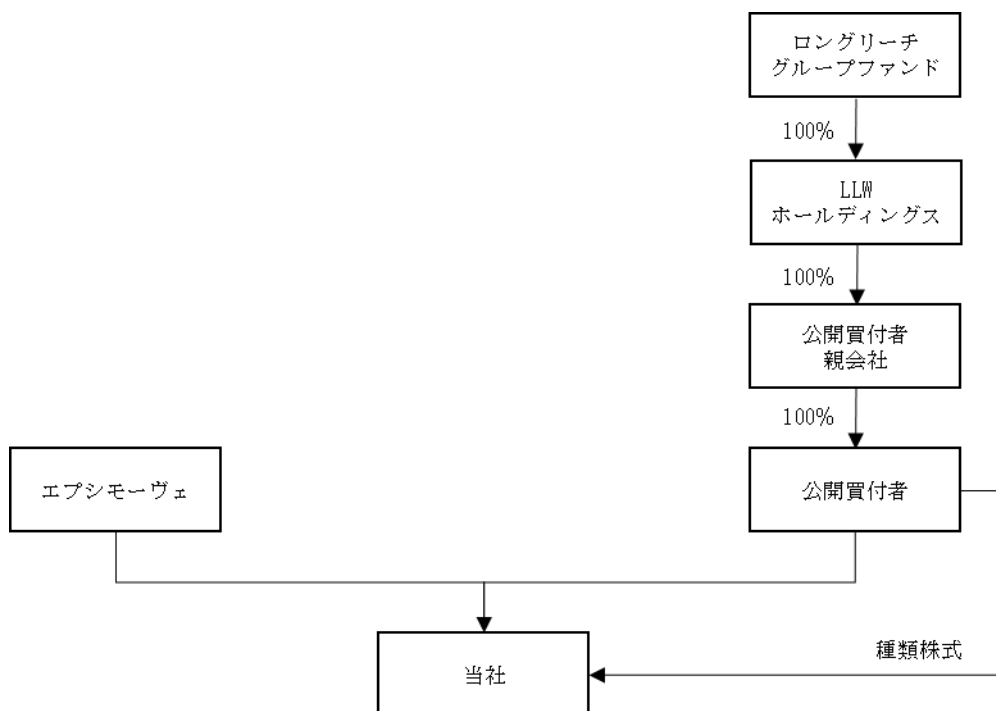 ロングリーチ
グループファンド
100%
LLW
ホールディングス
100%
公開買付者
親会社
100%
エプシモーヴェ
公開買付者
種類株式
当社